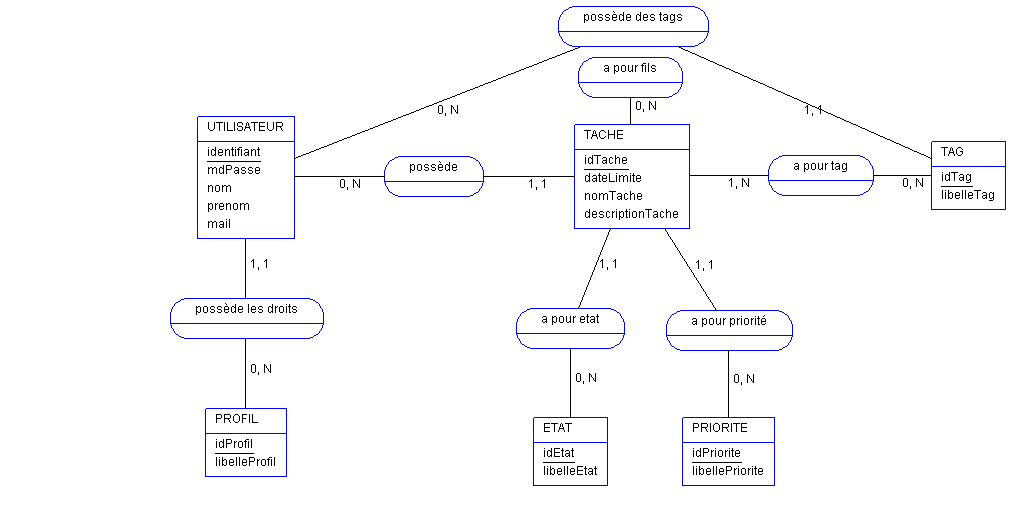 possède des tags
a pour fils
0, N
0, N
1, 1
UTILISATEUR
identifiant
mdPasse
nom
prenom
mail
possède
0, N
1, 1
TACHE
idTache
dateLimite
nomTache
descriptionTache
a pour tag
1, N
0, N
TAG
idTag
libelleTag
1, 1
1, 1
1, 1
possède les droits
a pour etat
a pour priorité
0, N
0, N
0, N
PROFIL
idProfil
libelleProfil
ETAT
idEtat
libelleEtat
PRIORITE
idPriorite
libellePriorite